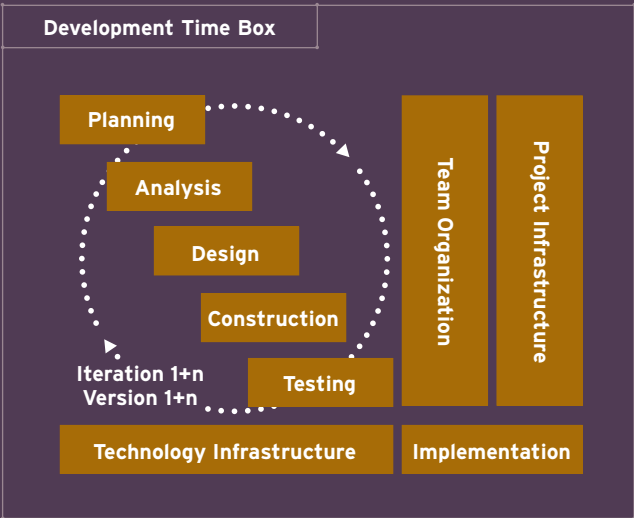 Development Time Box
Planning
Analysis
Design
Construction
Testing
Iteration 1+n
Version 1+n
Team Organization
Project Infrastructure
Technology Infrastructure
Implementation